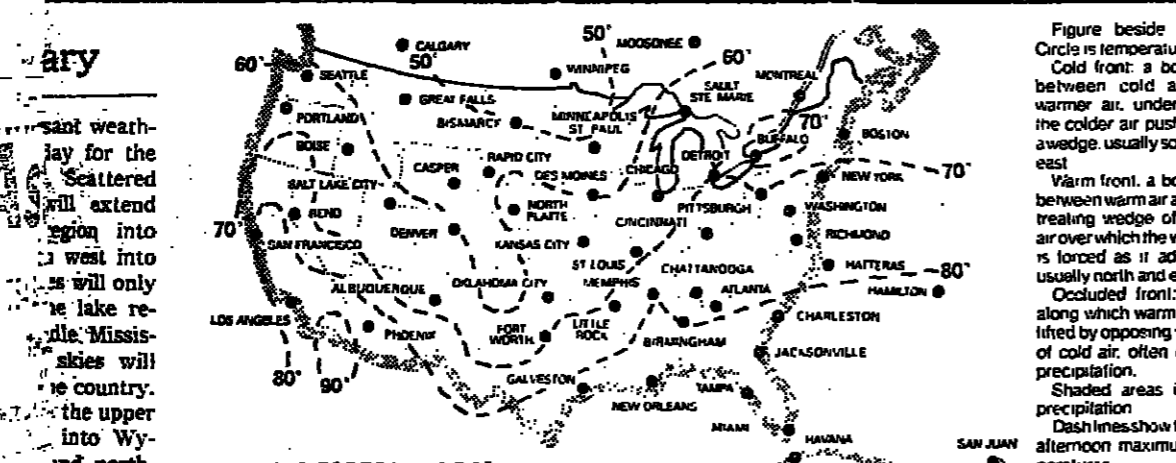 ary
sant weath-
lay for the
Scattered
will extend
region into
west into
s will only
e lake re-
dle Missis-
skies will
e country.
the upper
into Wy-
60° 50° 50° 60°
CALGARY
MOOSONEE
WINNIPEG
SEATTLE
GREAT FALLS
SAULT
STE MARIE
MONTREAL
PORTLAND
BISMARCK
MINNEAPOLIS
ST PAUL
70°
BUFFALO
BOSTON
BOISE
CASPER
RAPID CITY
DES MOINES
CHICAGO
DETROIT
NEW YORK
70°
SALT LAKE CITY
RENO
NORTH
PLATTE
PITTSBURGH
WASHINGTON
CINCINNATI
70°
SAN FRANCISCO
DENVER
KANSAS CITY
RICHMOND
ST LOUIS
CHATTANOOGA
HATTERAS
80°
ALBUQUERQUE
OKLAHOMA CITY
MEMPHIS
ATLANTA
HAMILTON
LOS ANGELES
PHOENIX
FORT
WORTH
LITTLE
ROCK
BIRMINGHAM
CHARLESTON
80° 90°
JACKSONVILLE
GALVESTON
NEW ORLEANS
TAMPA
MIAMI
HAVANA
SAN JUAN
Figure beside
Circle is temperatu
Cold front: a bo
between cold a
warmer air. under
the colder air push
a wedge. usually so
east
Warm front. a bo
between warm air a
treating wedge of
air over which the w
is forced as it ad
usually north and e
Occluded front:
along which warm
lifted by opposing
of cold air. often
precipitation.
Shaded areas i
precipitation
Dash lines show
afternoon maximu